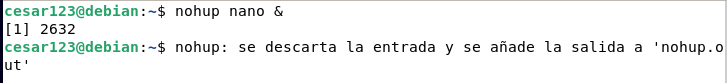 cesar123@debian:~$ nohup nano &
[1] 2632
cesar123@debian:~$ nohup: se descarta la entrada y se añade la salida a 'nohup.o
ut'